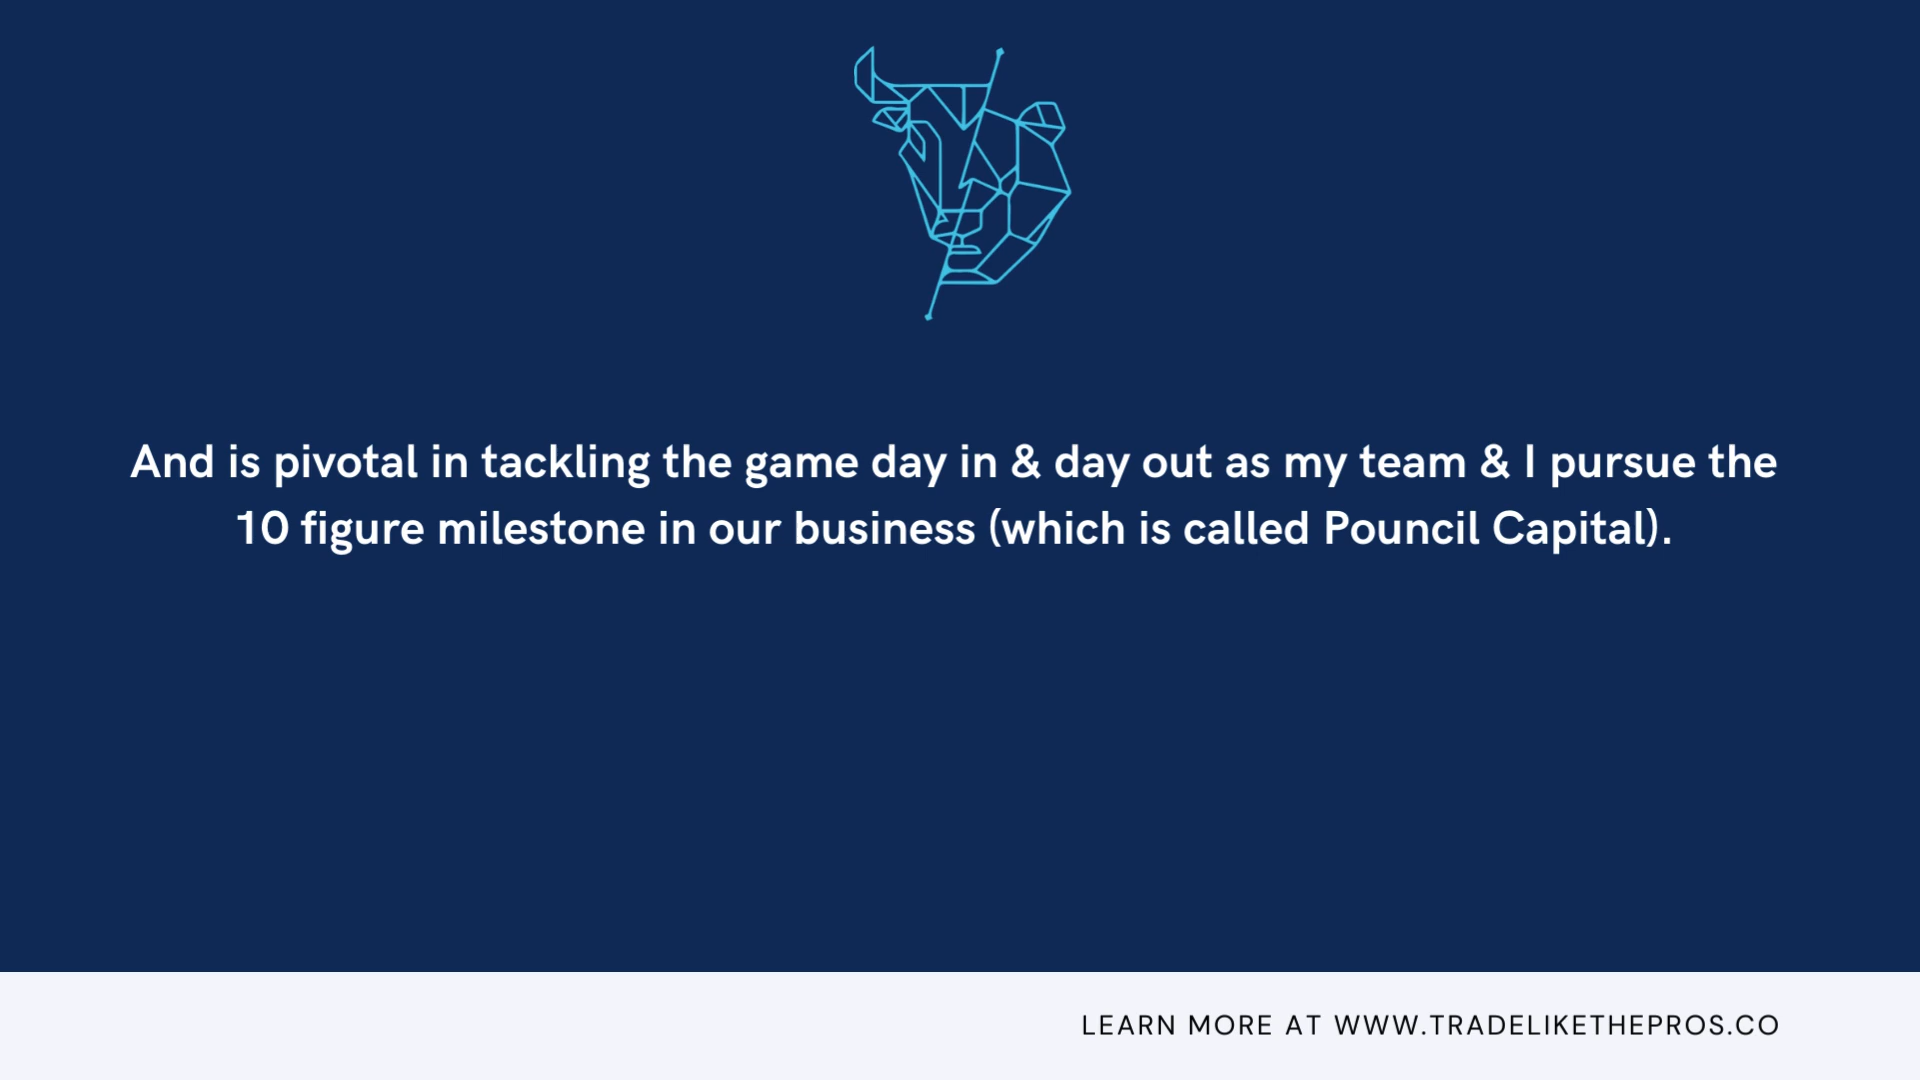 And is pivotal in tackling the game day in & day out as my team & I pursue the
10 figure milestone in our business (which is called Pouncil Capital).
LEARN MORE AT WWW.TRADELIKETHEPROS.CO